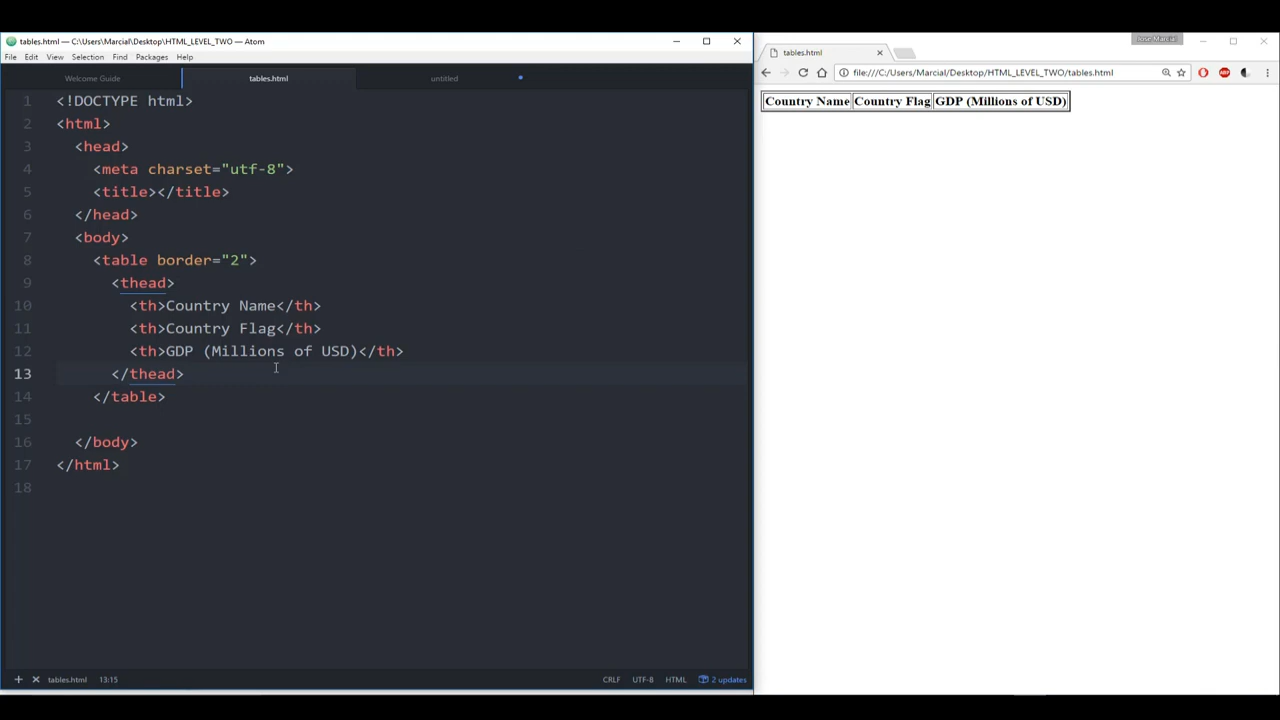 tables.html — C:\Users\Marcial\Desktop\HTML_LEVEL_TWO — Atom
File Edit View Selection Find Packages Help
Welcome Guide tables.html untitled
1 <!DOCTYPE html>
2 <html>
3 <head>
4 <meta charset="utf-8">
5 <title></title>
6 </head>
7 <body>
8 <table border="2">
9 <thead>
10 <th>Country Name</th>
11 <th>Country Flag</th>
12 <th>GDP (Millions of USD)</th>
13 </thead>
14 </table>
15
16 </body>
17 </html>
18
tables.html 13:15 CRLF UTF-8 HTML 2 updates
Jose Marcial
tables.html
file:///C:/Users/Marcial/Desktop/HTML_LEVEL_TWO/tables.html
ABP
Country Name Country Flag GDP (Millions of USD)